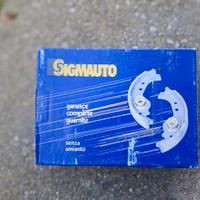 SIGMAUTO
ganasce
complete
guarnite
senza
amianto